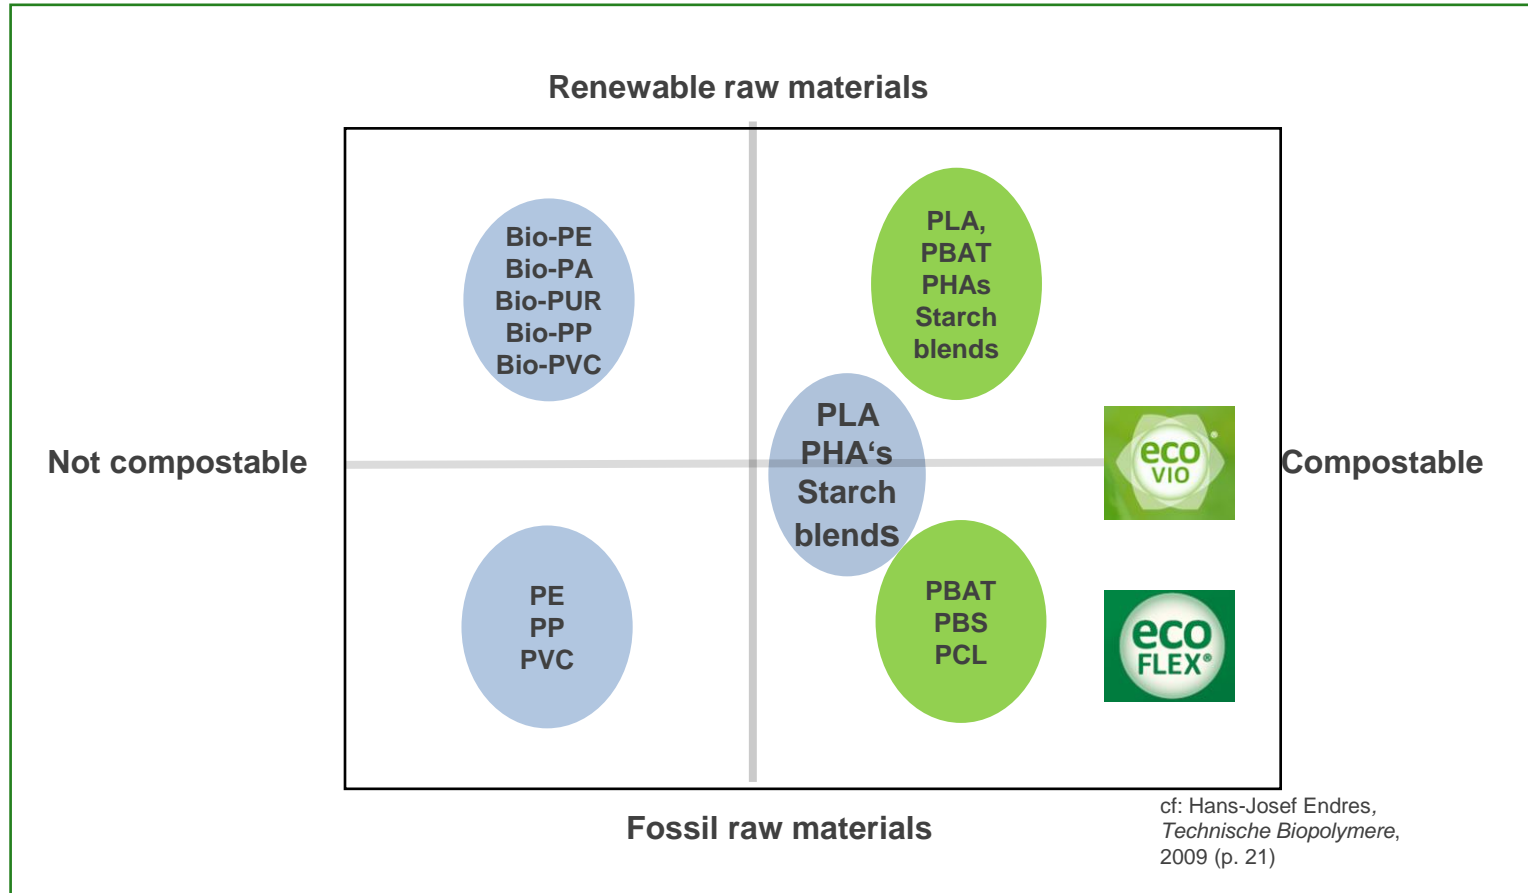 Renewable raw materials
Bio-PE
Bio-PA
Bio-PUR
Bio-PP
Bio-PVC
PLA,
PBAT
PHAs
Starch
blends
PLA
PHA‘s
Starch
blends
Not compostable
eco
VIO
®
Compostable
PE
PP
PVC
PBAT
PBS
PCL
eco
FLEX®
Fossil raw materials
cf: Hans-Josef Endres,
Technische Biopolymere,
2009 (p. 21)